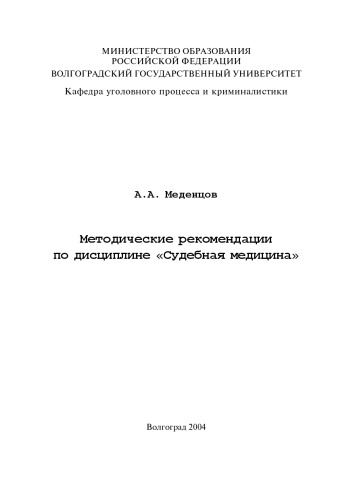 МИНИСТЕРСТВО ОБРАЗОВАНИЯ
РОССИЙСКОЙ ФЕДЕРАЦИИ
ВОЛГОГРАДСКИЙ ГОСУДАРСТВЕННЫЙ УНИВЕРСИТЕТ
Кафедра уголовного процесса и криминалистики
А.А. Меденцов
Методические рекомендации
по дисциплине «Судебная медицина»
Волгоград 2004